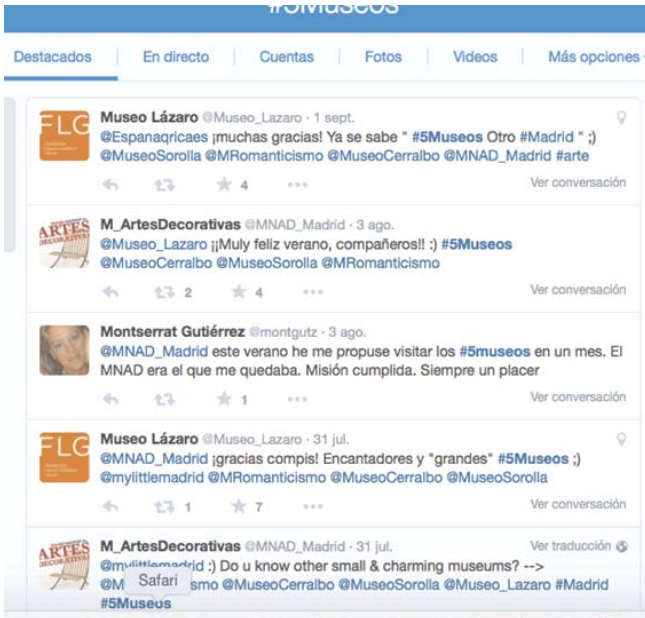 #5Museos
Destacados En directo Cuentas Fotos Videos Más opciones
FLG
Museo Lázaro @Museo_Lazaro · 1 sept.
@Espanaqricaes ¡muchas gracias! Ya se sabe " #5Museos Otro #Madrid " ;)
@MuseoSorolla @MRomanticismo @MuseoCerralbo @MNAD_Madrid #arte
4 Ver conversación
ARTES
DECORATIVAS
M_ArtesDecorativas @MNAD_Madrid · 3 ago.
@Museo_Lazaro ¡¡Muly feliz verano, compañeros!! :) #5Museos
@MuseoCerralbo @MuseoSorolla @MRomanticismo
2 4 Ver conversación
Montserrat Gutiérrez @montgutz · 3 ago.
@MNAD_Madrid este verano he me propuse visitar los #5museos en un mes. El
MNAD era el que me quedaba. Misión cumplida. Siempre un placer
1 Ver conversación
FLG
Museo Lázaro @Museo_Lazaro · 31 jul.
@MNAD_Madrid ¡gracias compis! Encantadores y "grandes" #5Museos ;)
@mylittlemadrid @MRomanticismo @MuseoCerralbo @MuseoSorolla
1 7 Ver conversación
ARTES
DECORATIVAS
M_ArtesDecorativas @MNAD_Madrid · 31 jul. Ver traducción
@mylittlemadrid :) Do u know other small & charming museums? -->
@M Safari smo @MuseoCerralbo @MuseoSorolla @Museo_Lazaro #Madrid
#5Museos